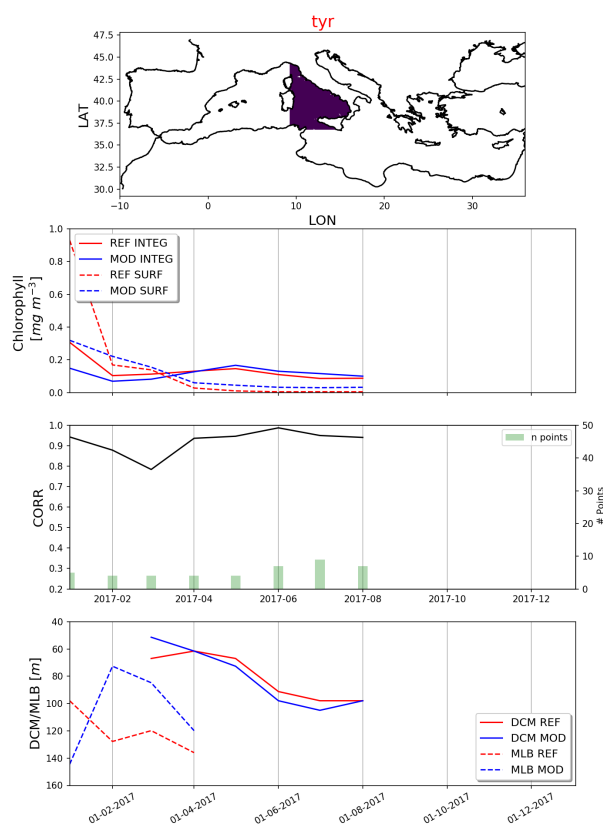 tyr
47.5
45.0
42.5
40.0
37.5
35.0
32.5
30.0
LAT
−10 0 10 20 30
LON
1.0
0.8
0.6
0.4
0.2
0.0
Chlorophyll
[mg m⁻³]
REF INTEG
MOD INTEG
REF SURF
MOD SURF
1.0
0.9
0.8
0.7
0.6
0.5
0.4
0.3
0.2
CORR
n points
50
40
30
20
10
0
# Points
2017-02 2017-04 2017-06 2017-08 2017-10 2017-12
40
60
80
100
120
140
160
DCM/MLB [m]
DCM REF
DCM MOD
MLB REF
MLB MOD
01-02-2017 01-04-2017 01-06-2017 01-08-2017 01-10-2017 01-12-2017